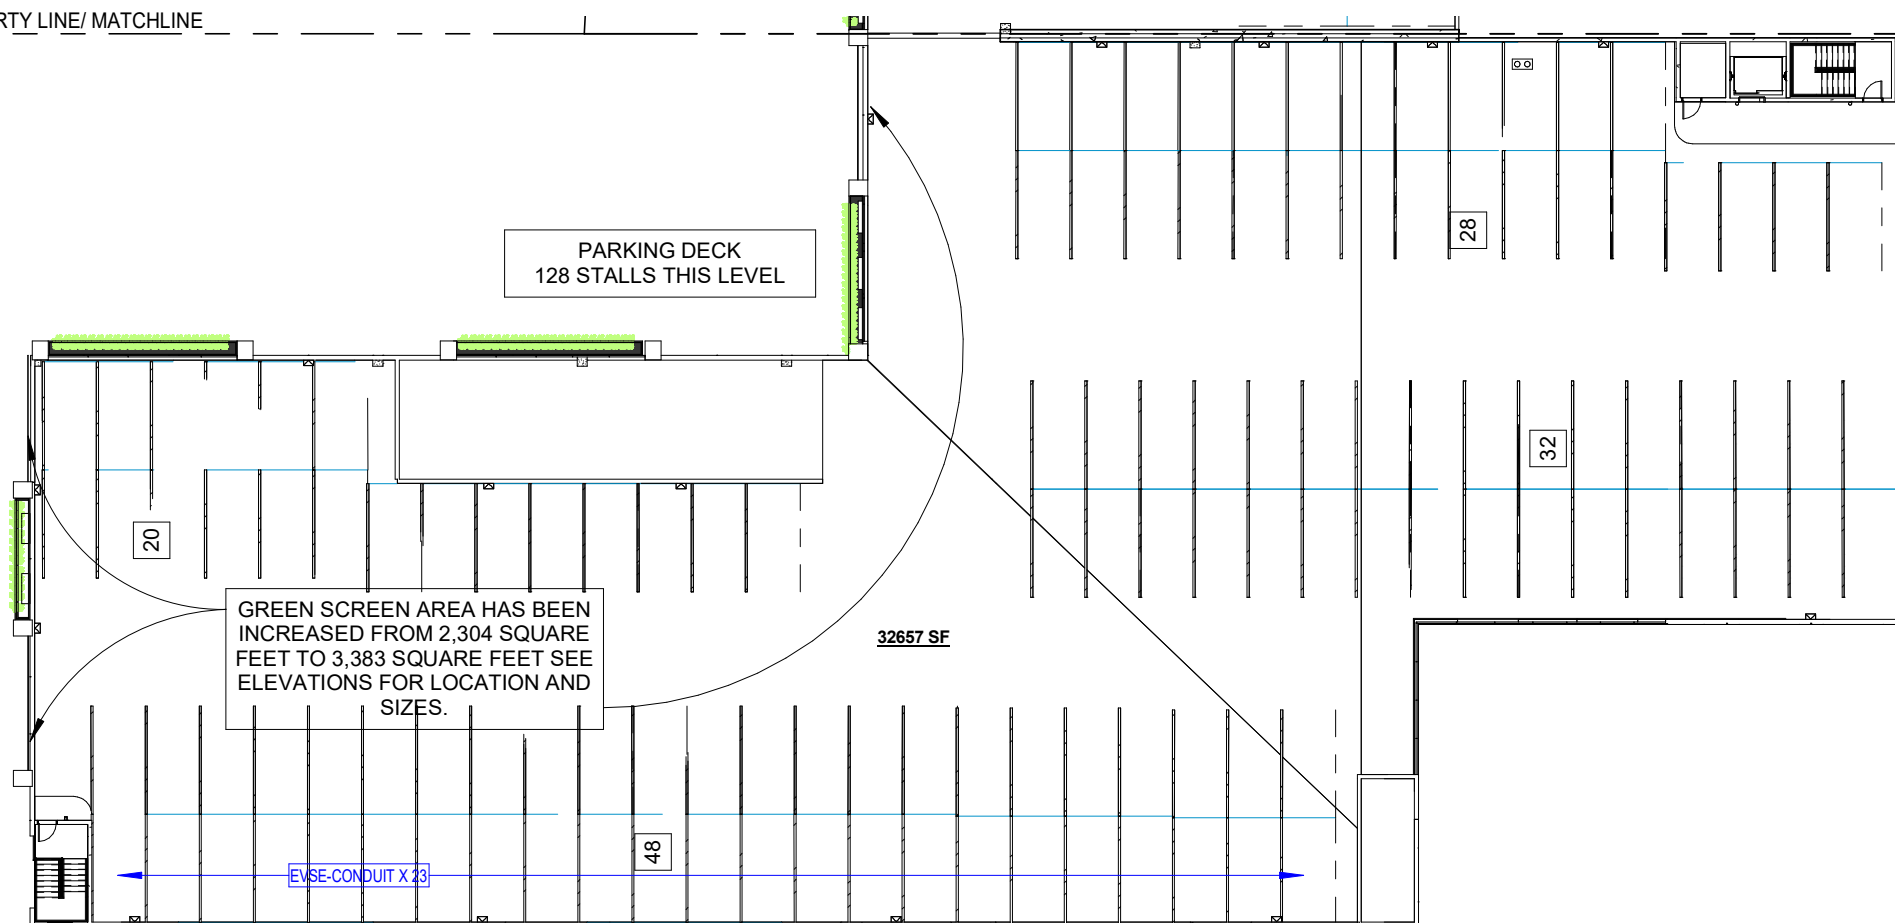 RTY LINE/ MATCHLINE
PARKING DECK
128 STALLS THIS LEVEL
28
32
20
GREEN SCREEN AREA HAS BEEN
INCREASED FROM 2,304 SQUARE
FEET TO 3,383 SQUARE FEET SEE
ELEVATIONS FOR LOCATION AND
SIZES.
32657 SF
48
EVSE-CONDUIT X 23